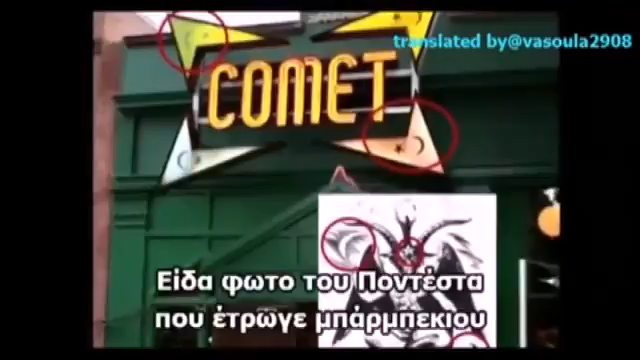 translated by@vasoula2908
COMET
Είδα φωτο του Ποντέστα
που έτρωγε μπάρμπεκιου